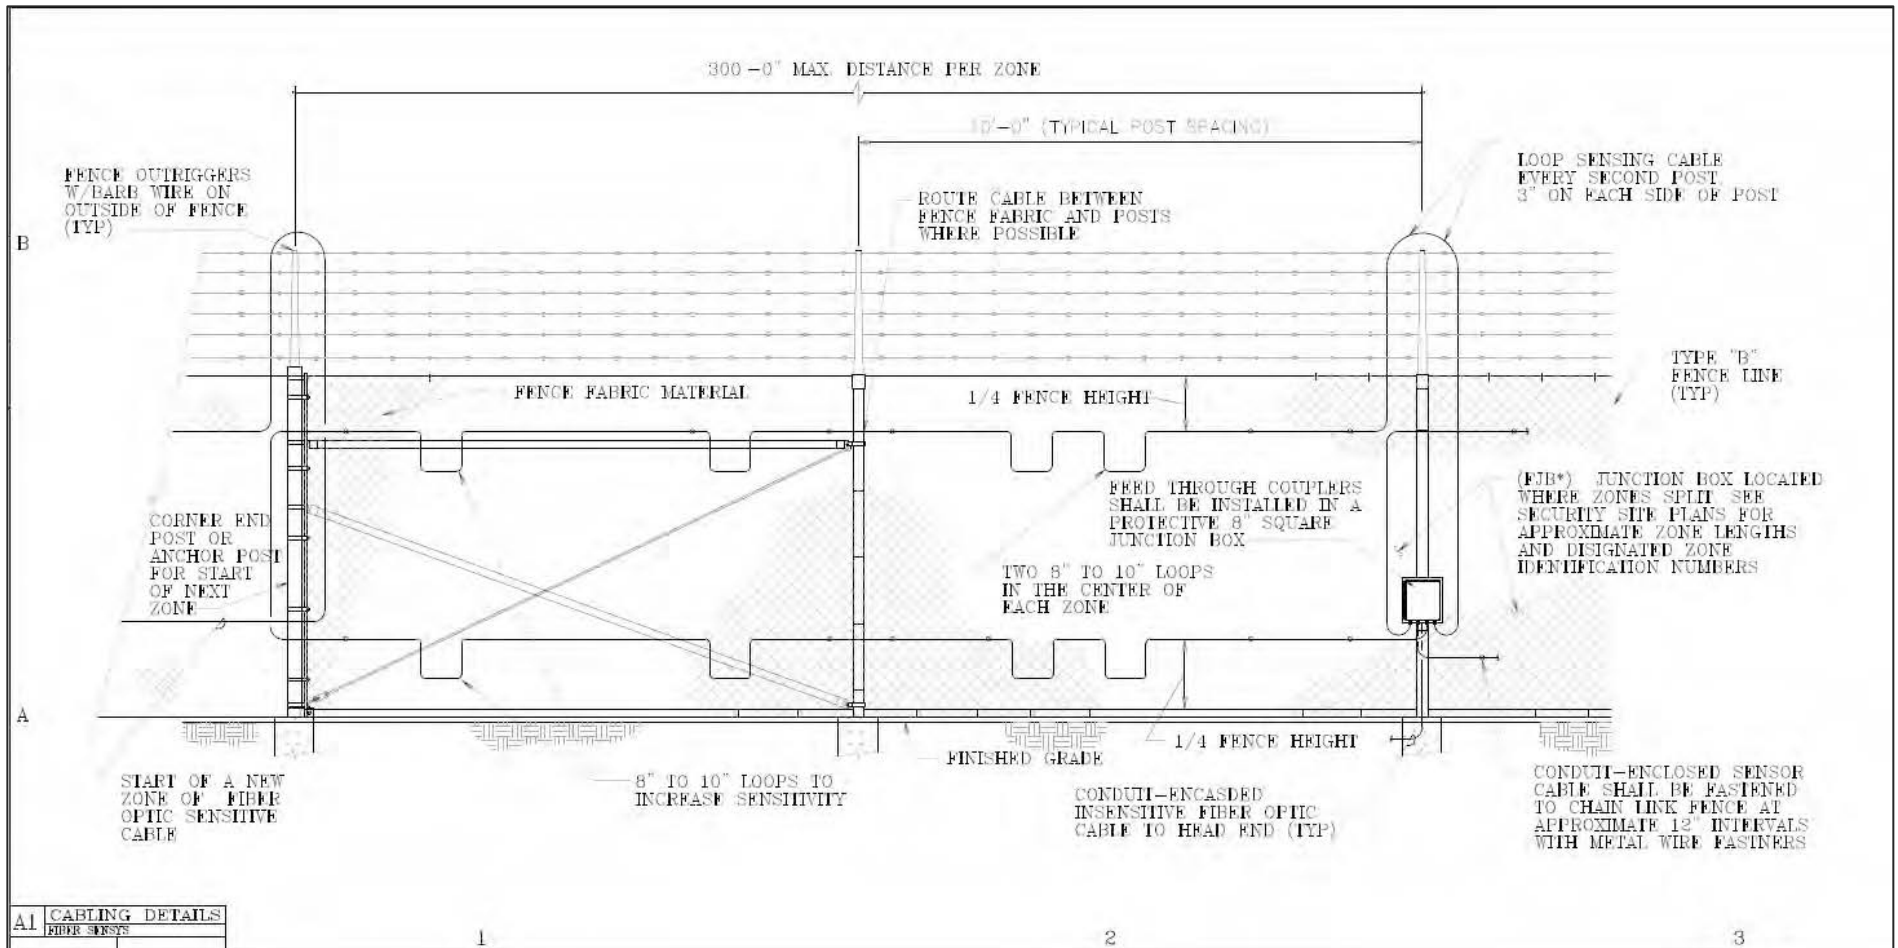 300-0" MAX. DISTANCE PER ZONE
10'-0" (TYPICAL POST SPACING)
FENCE OUTRIGGERS
W/BARB WIRE ON
OUTSIDE OF FENCE
(TYP)
ROUTE CABLE BETWEEN
FENCE FABRIC AND POSTS
WHERE POSSIBLE
LOOP SENSING CABLE
EVERY SECOND POST
3" ON EACH SIDE OF POST
B
TYPE "B"
FENCE LINE
(TYP)
FENCE FABRIC MATERIAL
1/4 FENCE HEIGHT
CORNER END
POST OR
ANCHOR POST
FOR START
OF NEXT
ZONE
FEED THROUGH COUPLERS
SHALL BE INSTALLED IN A
PROTECTIVE 8" SQUARE
JUNCTION BOX
(FJB*) JUNCTION BOX LOCATED
WHERE ZONES SPLIT SEE
SECURITY SITE PLANS FOR
APPROXIMATE ZONE LENGTHS
AND DISIGNATED ZONE
IDENTIFICATION NUMBERS
TWO 8" TO 10" LOOPS
IN THE CENTER OF
EACH ZONE
A
1/4 FENCE HEIGHT
FINISHED GRADE
START OF A NEW
ZONE OF FIBER
OPTIC SENSITIVE
CABLE
8" TO 10" LOOPS TO
INCREASE SENSITIVITY
CONDUIT-ENCASDED
INSENSITIVE FIBER OPTIC
CABLE TO HEAD END (TYP)
CONDUIT-ENCLOSED SENSOR
CABLE SHALL BE FASTENED
TO CHAIN LINK FENCE AT
APPROXIMATE 12" INTERVALS
WITH METAL WIRE FASTNERS
A1 CABLING DETAILS
FIBER SENSYS
1
2
3